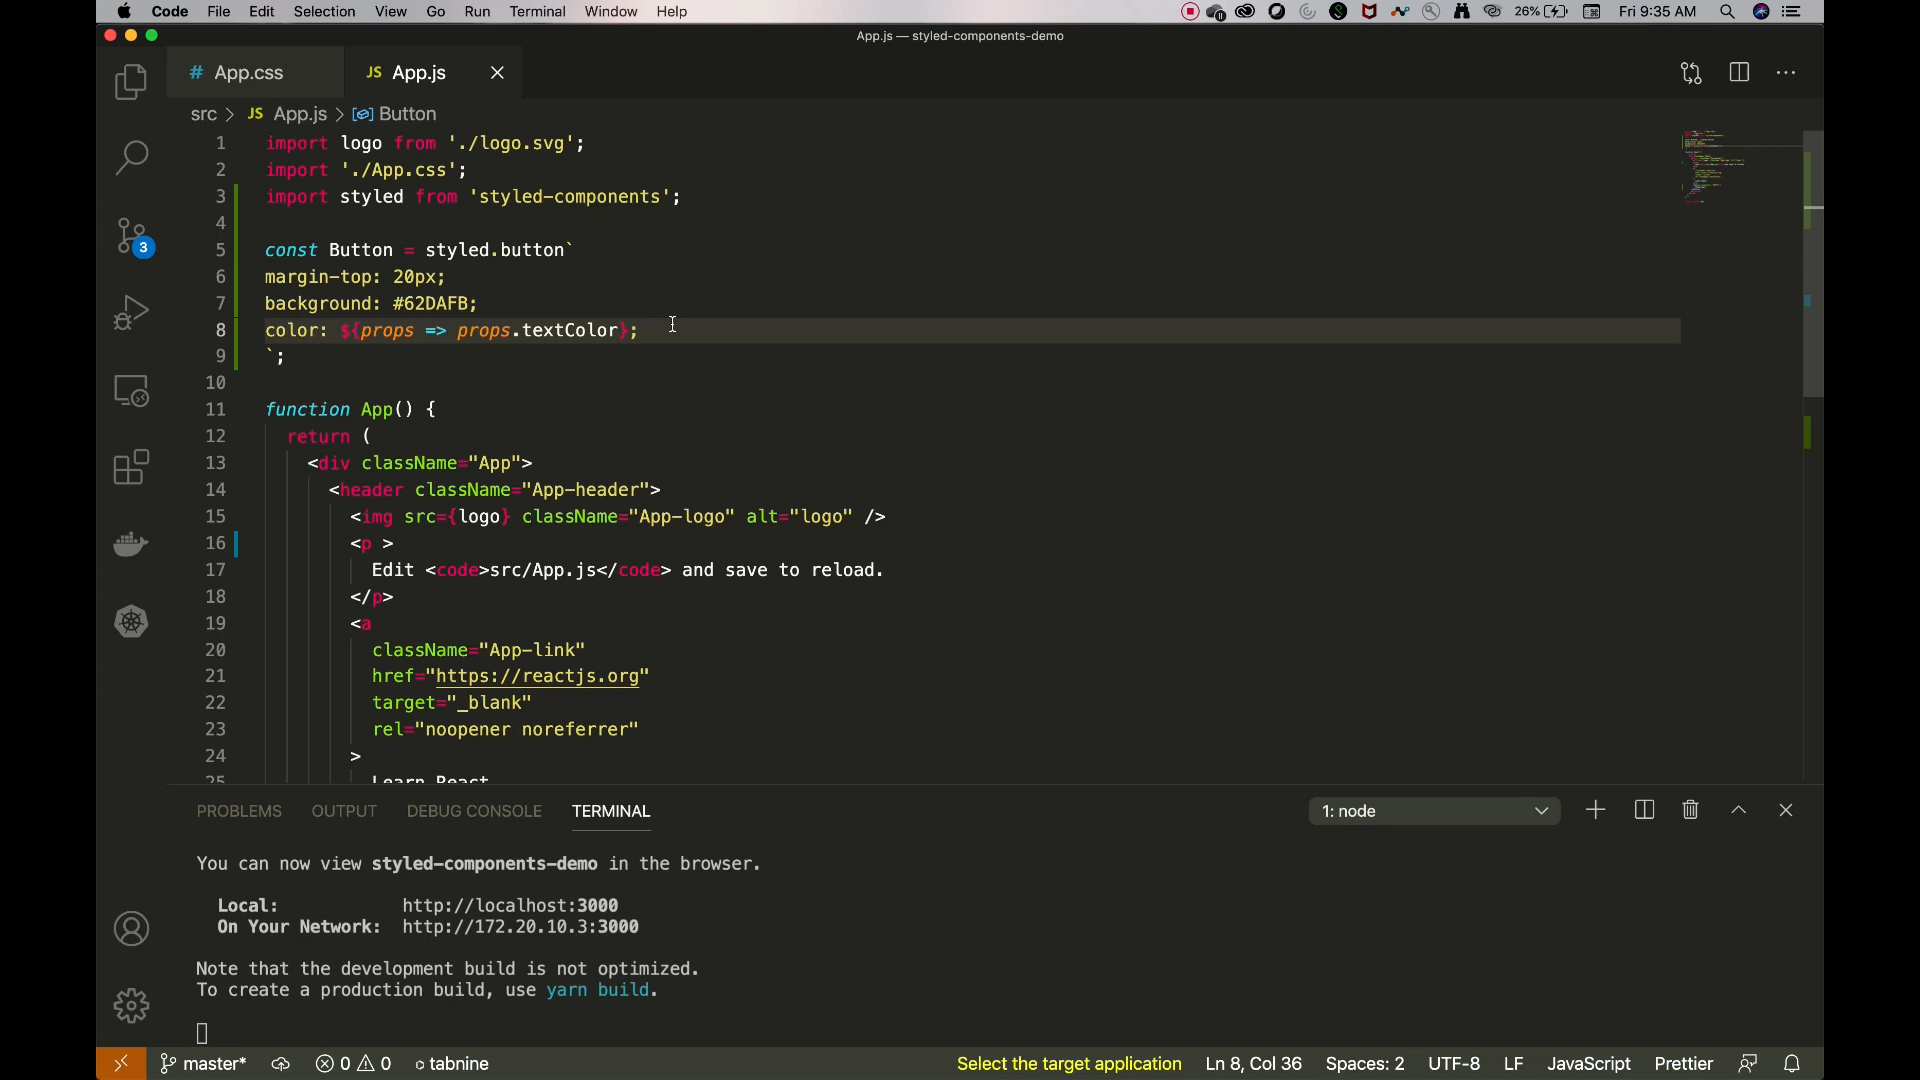 Code File Edit Selection View Go Run Terminal Window Help 26% Fri 9:35 AM
App.js — styled-components-demo
# App.css JS App.js
src > JS App.js > Button
1 import logo from './logo.svg';
2 import './App.css';
3 import styled from 'styled-components';
4
5 const Button = styled.button`
6 margin-top: 20px;
7 background: #62DAFB;
8 color: ${props => props.textColor};
9 `;
10
11 function App() {
12 return (
13 <div className="App">
14 <header className="App-header">
15 <img src={logo} className="App-logo" alt="logo" />
16 <p >
17 Edit <code>src/App.js</code> and save to reload.
18 </p>
19 <a
20 className="App-link"
21 href="https://reactjs.org"
22 target="_blank"
23 rel="noopener noreferrer"
24 >
25 Learn React
3
PROBLEMS OUTPUT DEBUG CONSOLE TERMINAL 1: node
You can now view styled-components-demo in the browser.
Local: http://localhost:3000
On Your Network: http://172.20.10.3:3000
Note that the development build is not optimized.
To create a production build, use yarn build.
master* 0 0 tabnine Select the target application Ln 8, Col 36 Spaces: 2 UTF-8 LF JavaScript Prettier